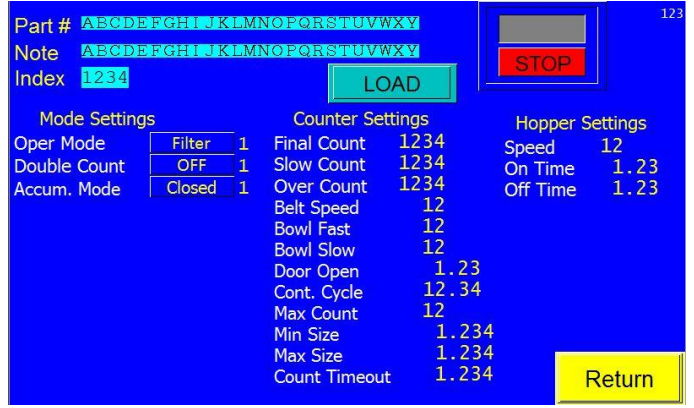 123
Part # ABCDEFGHIJKLMNOPQRSTUVWXY
Note ABCDEFGHIJKLMNOPQRSTUVWXY
Index 1234
LOAD
STOP
Mode Settings
Oper Mode Filter 1
Double Count OFF 1
Accum. Mode Closed 1
Counter Settings
Final Count 1234
Slow Count 1234
Over Count 1234
Belt Speed 12
Bowl Fast 12
Bowl Slow 12
Door Open 1.23
Cont. Cycle 12.34
Max Count 12
Min Size 1.234
Max Size 1.234
Count Timeout 1.234
Hopper Settings
Speed 12
On Time 1.23
Off Time 1.23
Return